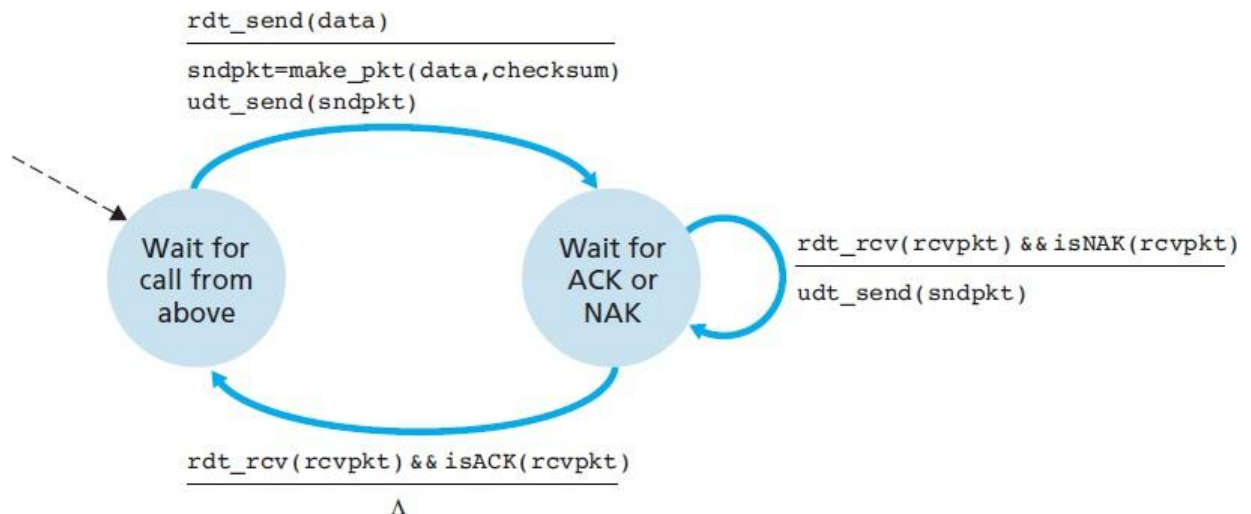 rdt_send(data)
sndpkt=make_pkt(data,checksum)
udt_send(sndpkt)
Wait for
call from
above
Wait for
ACK or
NAK
rdt_rcv(rcvpkt) && isNAK(rcvpkt)
udt_send(sndpkt)
rdt_rcv(rcvpkt) && isACK(rcvpkt)
Λ